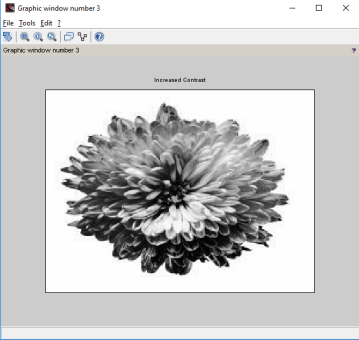 Graphic window number 3
File Tools Edit ?
Graphic window number 3
?
Increased Contrast